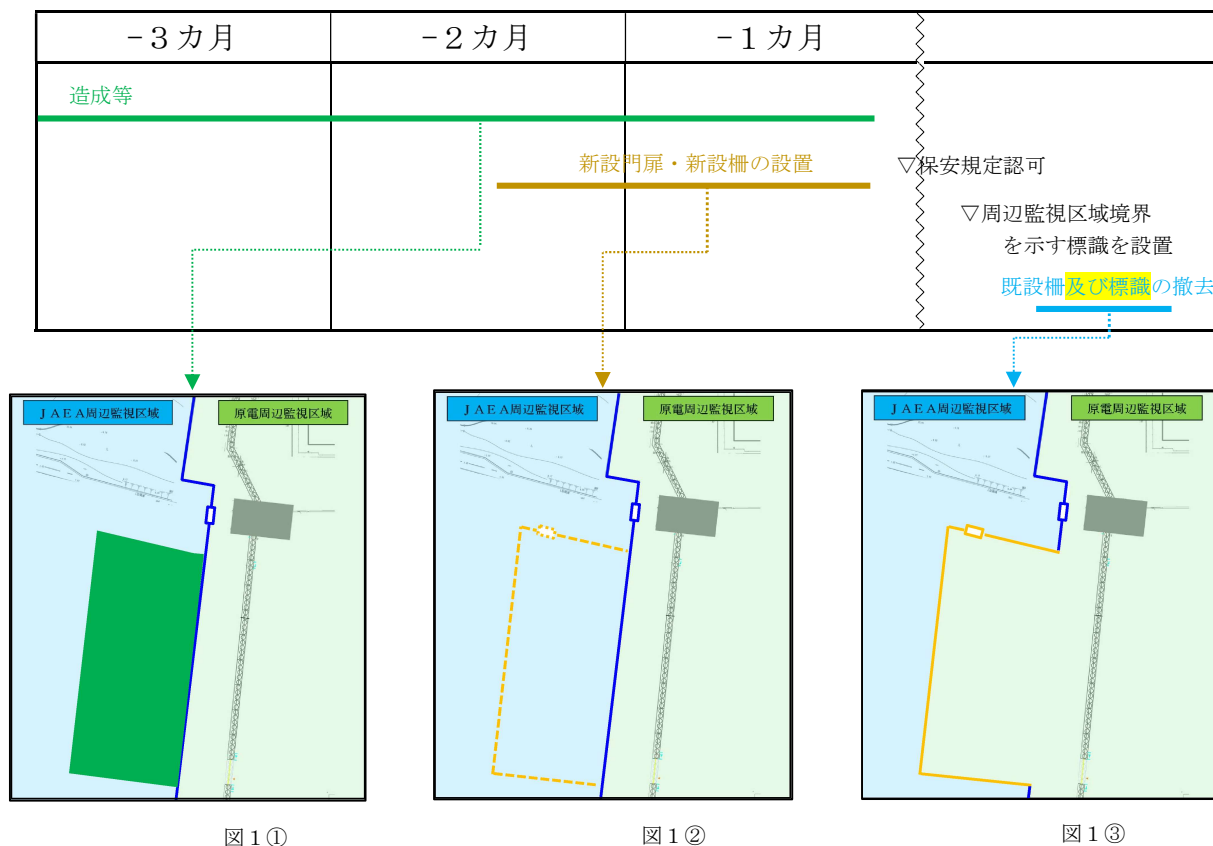 -３カ月
-２カ月
-１カ月
造成等
新設門扉・新設柵の設置
▽保安規定認可
▽周辺監視区域境界
を示す標識を設置
既設柵及び標識の撤去
ＪＡＥＡ周辺監視区域
原電周辺監視区域
ＪＡＥＡ周辺監視区域
原電周辺監視区域
ＪＡＥＡ周辺監視区域
原電周辺監視区域
図１①
図１②
図１③